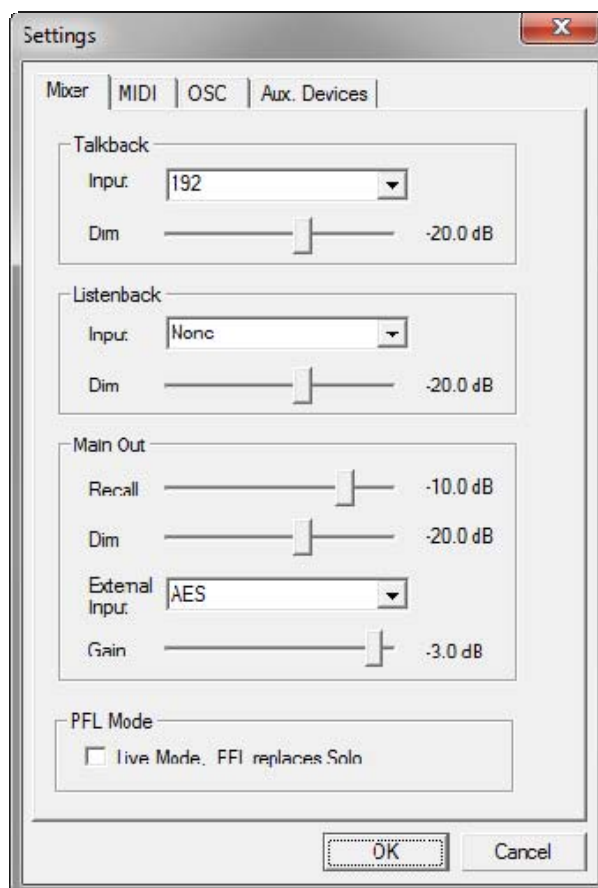 Settings
Mixer MIDI OSC Aux. Devices
Talkback
Input: 192
Dim -20.0 dB
Listenback
Input: None
Dim -20.0 dB
Main Out
Recall -10.0 dB
Dim -20.0 dB
External Input: AES
Gain -3.0 dB
PFL Mode
Live Mode, PFL replaces Solo
OK Cancel